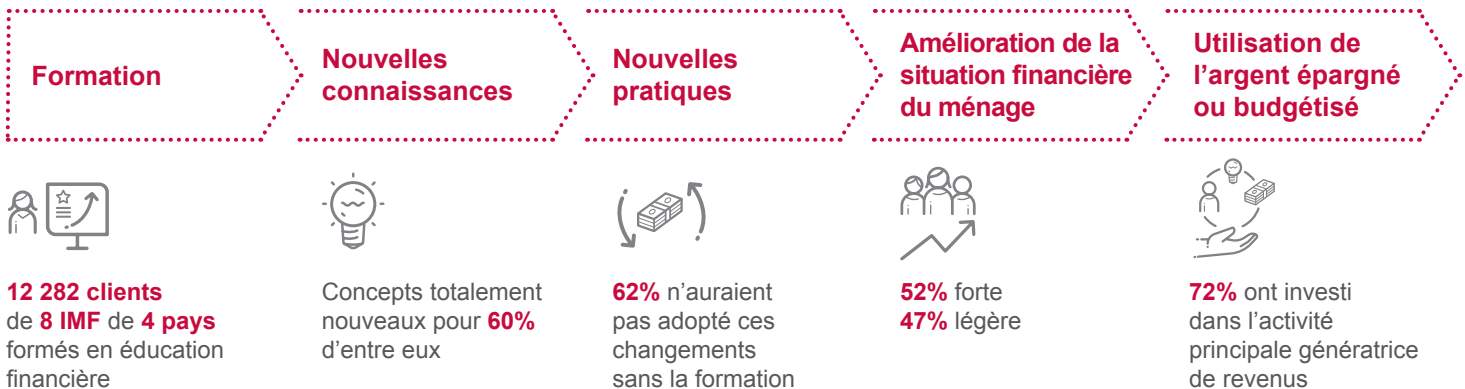 Formation
Nouvelles
connaissances
Nouvelles
pratiques
Amélioration de la
situation financière
du ménage
Utilisation de
l’argent épargné
ou budgétisé
12 282 clients
de 8 IMF de 4 pays
formés en éducation
financière
Concepts totalement
nouveaux pour 60%
d’entre eux
62% n’auraient
pas adopté ces
changements
sans la formation
52% forte
47% légère
72% ont investi
dans l’activité
principale génératrice
de revenus